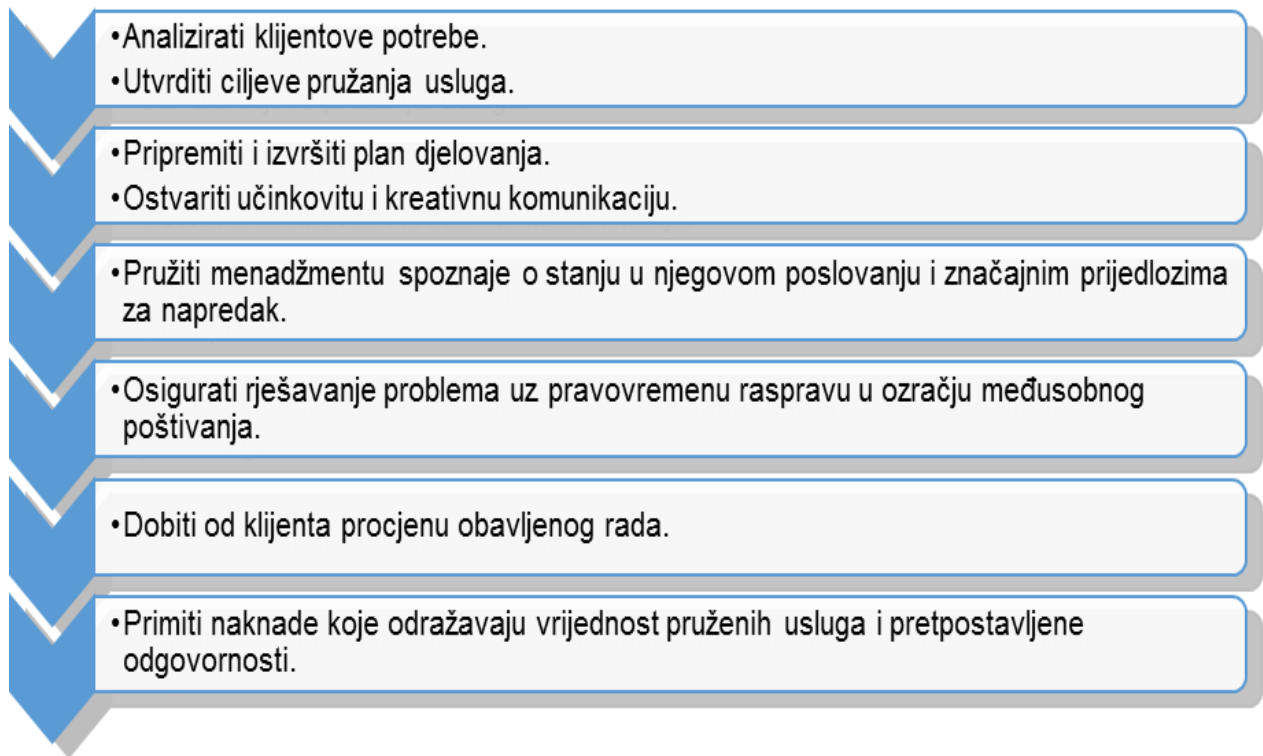 •Analizirati klijentove potrebe.
•Utvrditi ciljeve pružanja usluga.
•Pripremiti i izvršiti plan djelovanja.
•Ostvariti učinkovitu i kreativnu komunikaciju.
•Pružiti menadžmentu spoznaje o stanju u njegovom poslovanju i značajnim prijedlozima
za napredak.
•Osigurati rješavanje problema uz pravovremenu raspravu u ozračju međusobnog
poštivanja.
•Dobiti od klijenta procjenu obavljenog rada.
•Primiti naknade koje odražavaju vrijednost pruženih usluga i pretpostavljene
odgovornosti.